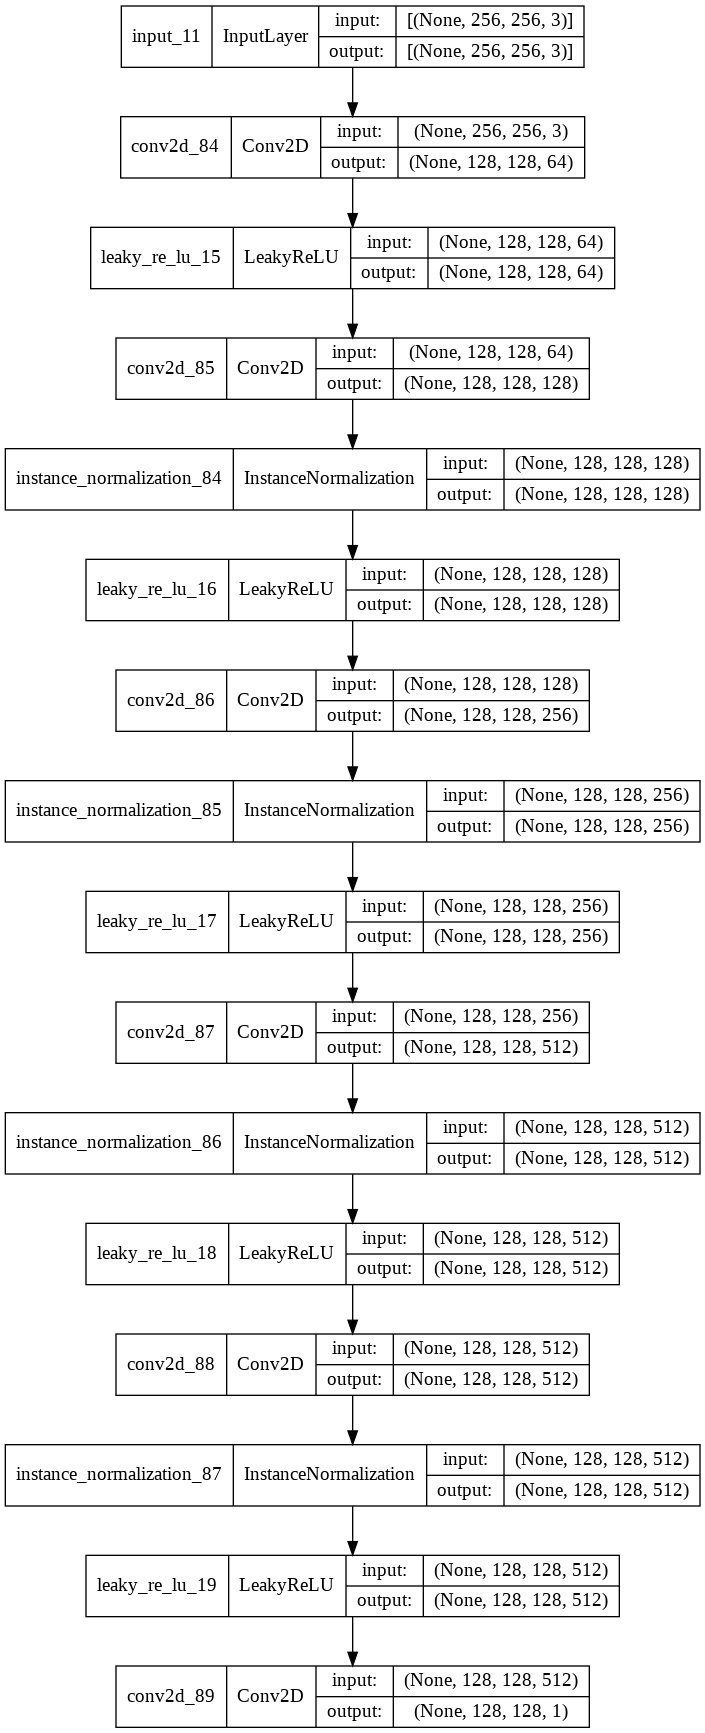 input_11 InputLayer input: [(None, 256, 256, 3)]
output: [(None, 256, 256, 3)]
conv2d_84 Conv2D input: (None, 256, 256, 3)
output: (None, 128, 128, 64)
leaky_re_lu_15 LeakyReLU input: (None, 128, 128, 64)
output: (None, 128, 128, 64)
conv2d_85 Conv2D input: (None, 128, 128, 64)
output: (None, 128, 128, 128)
instance_normalization_84 InstanceNormalization input: (None, 128, 128, 128)
output: (None, 128, 128, 128)
leaky_re_lu_16 LeakyReLU input: (None, 128, 128, 128)
output: (None, 128, 128, 128)
conv2d_86 Conv2D input: (None, 128, 128, 128)
output: (None, 128, 128, 256)
instance_normalization_85 InstanceNormalization input: (None, 128, 128, 256)
output: (None, 128, 128, 256)
leaky_re_lu_17 LeakyReLU input: (None, 128, 128, 256)
output: (None, 128, 128, 256)
conv2d_87 Conv2D input: (None, 128, 128, 256)
output: (None, 128, 128, 512)
instance_normalization_86 InstanceNormalization input: (None, 128, 128, 512)
output: (None, 128, 128, 512)
leaky_re_lu_18 LeakyReLU input: (None, 128, 128, 512)
output: (None, 128, 128, 512)
conv2d_88 Conv2D input: (None, 128, 128, 512)
output: (None, 128, 128, 512)
instance_normalization_87 InstanceNormalization input: (None, 128, 128, 512)
output: (None, 128, 128, 512)
leaky_re_lu_19 LeakyReLU input: (None, 128, 128, 512)
output: (None, 128, 128, 512)
conv2d_89 Conv2D input: (None, 128, 128, 512)
output: (None, 128, 128, 1)